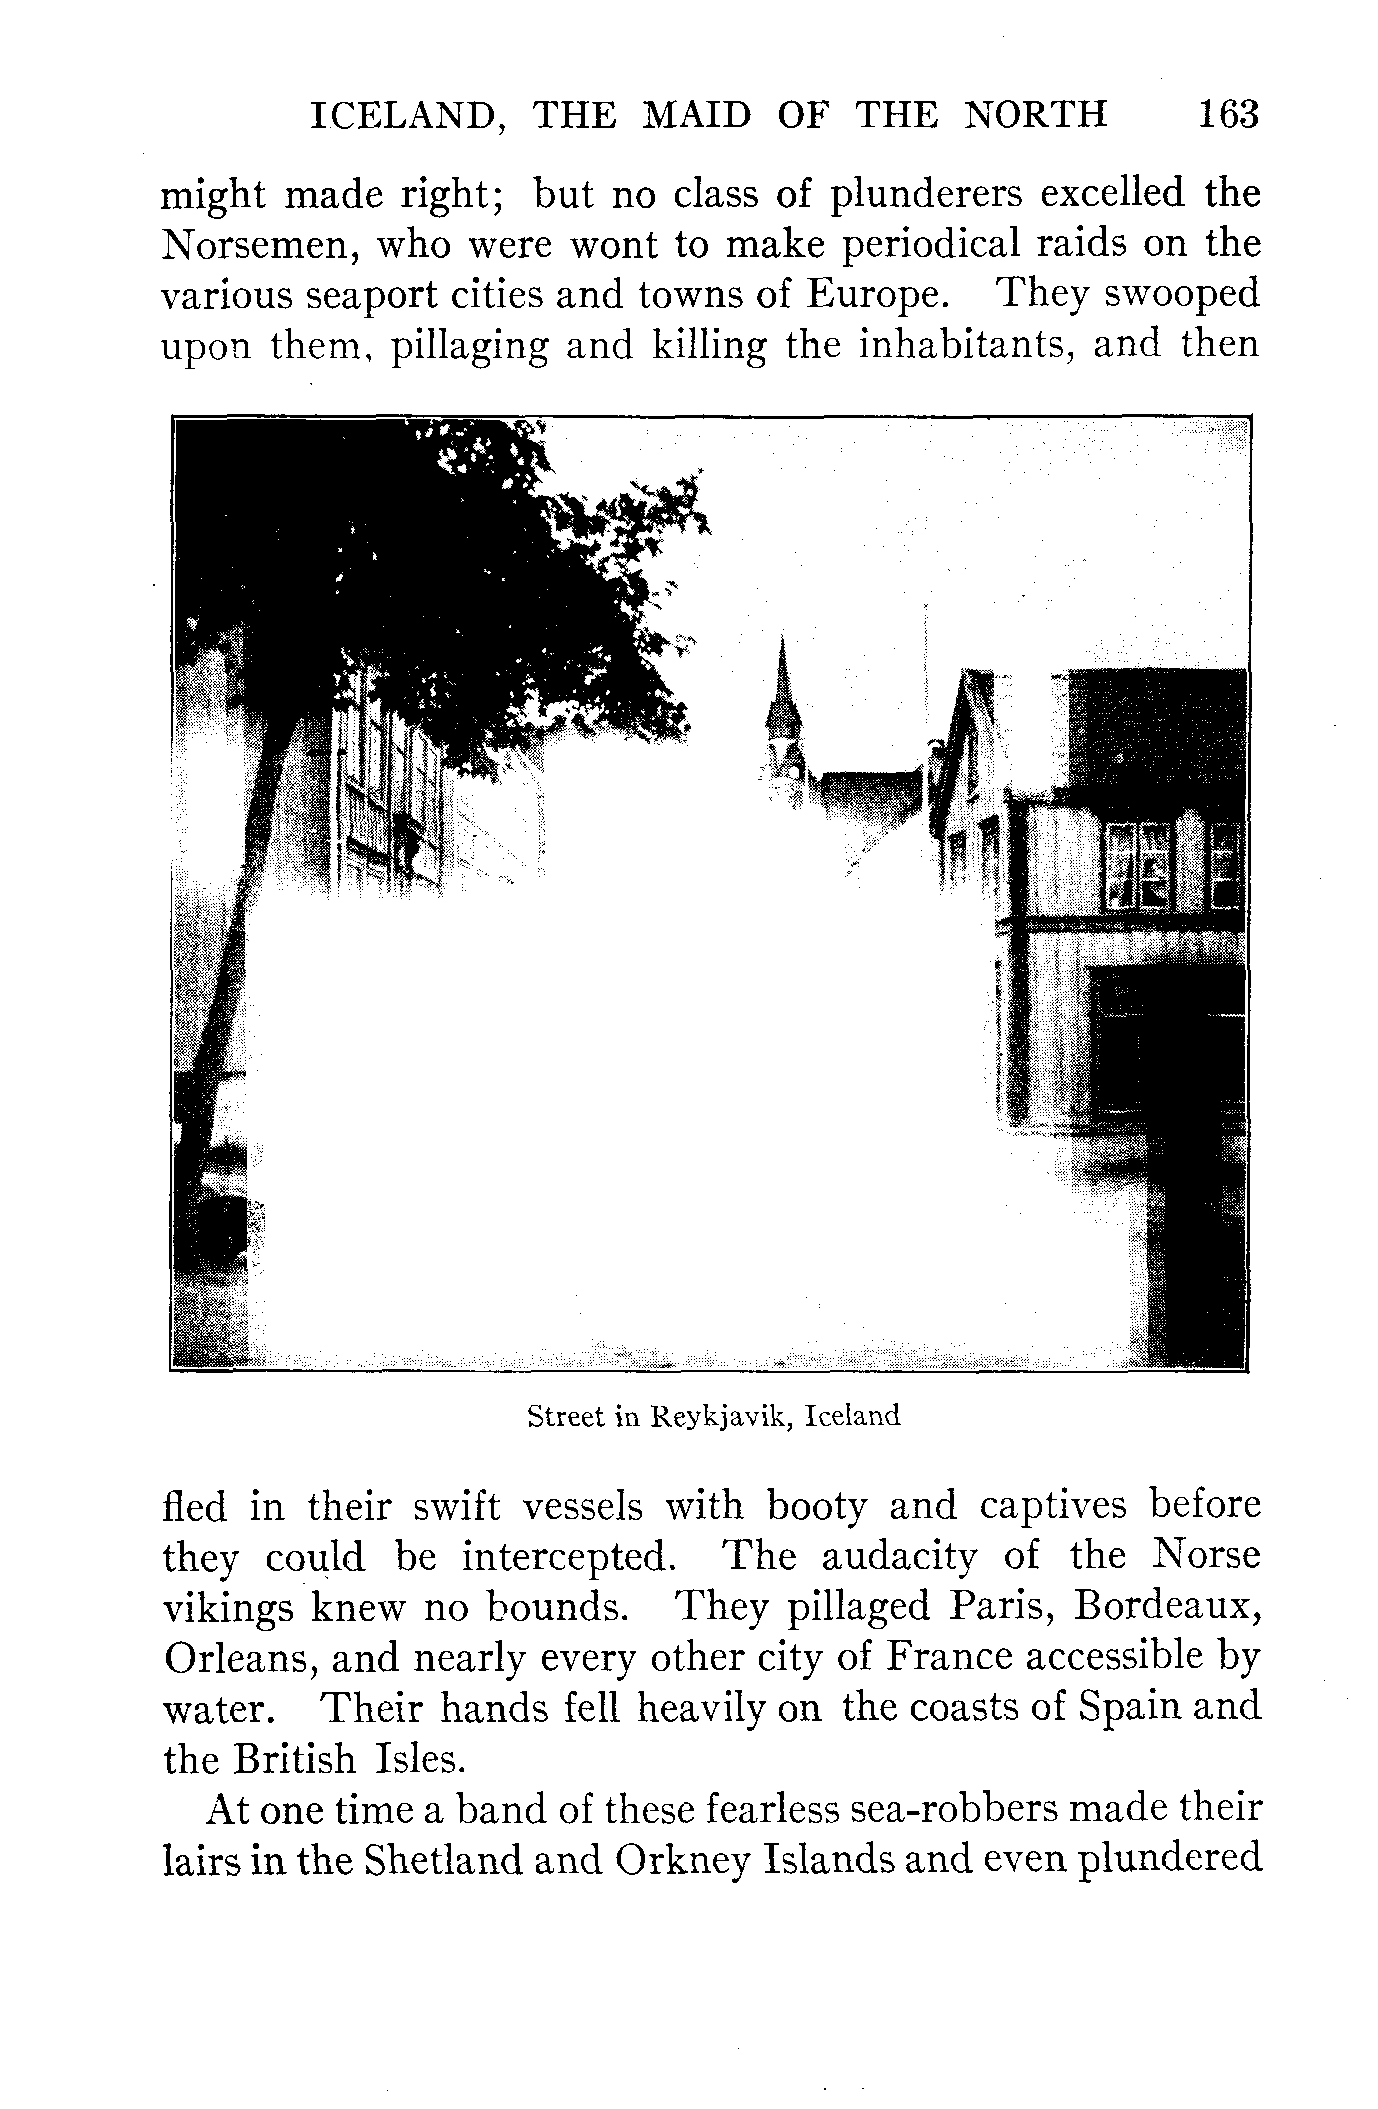 ICELAND, THE MAID OF THE NORTH 163
might made right; but no class of plunderers excelled the
Norsemen, who were wont to make periodical raids on the
various seaport cities and towns of Europe. They swooped
upon them, pillaging and killing the inhabitants, and then
Street in Reykjavik, Iceland
fled in their swift vessels with booty and captives before
they could be intercepted. The audacity of the Norse
vikings knew no bounds. They pillaged Paris, Bordeaux,
Orleans, and nearly every other city of France accessible by
water. Their hands fell heavily on the coasts of Spain and
the British Isles.
At one time a band of these fearless sea-robbers made their
lairs in the Shetland and Orkney Islands and even plundered